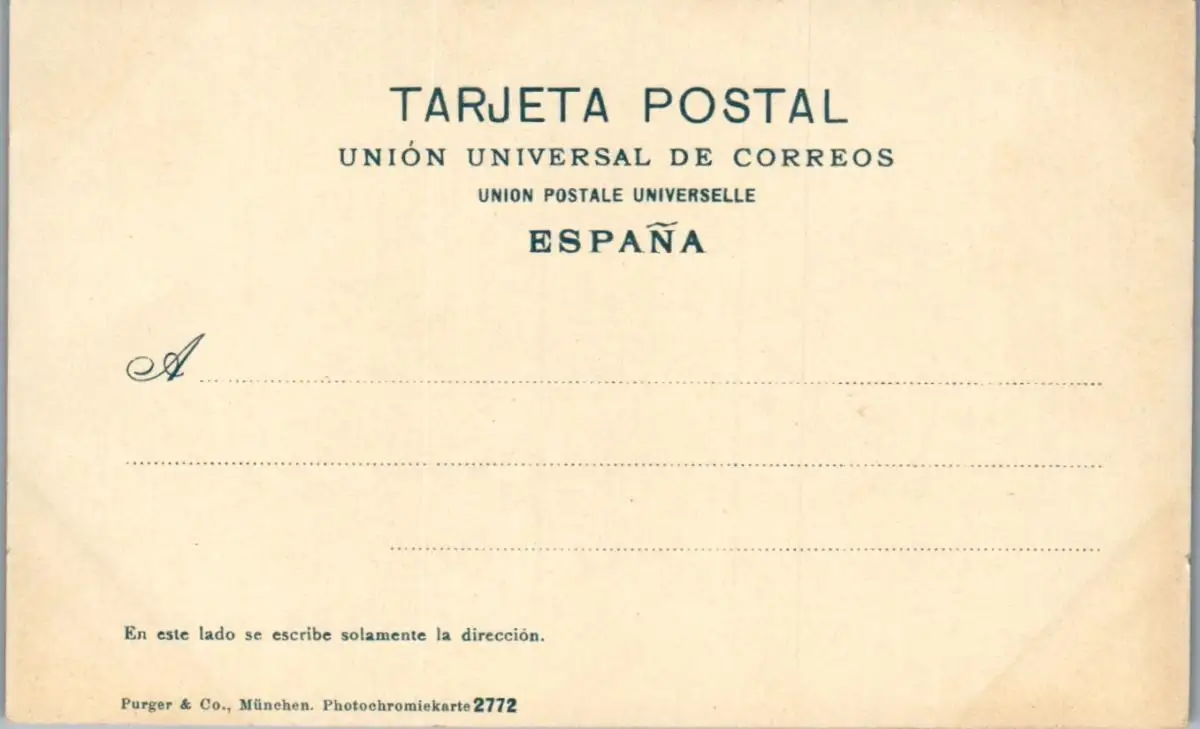 TARJETA POSTAL
UNIÓN UNIVERSAL DE CORREOS
UNION POSTALE UNIVERSELLE
ESPAÑA
A
En este lado se escribe solamente la dirección.
Purger & Co., München. Photochromiekarte 2772